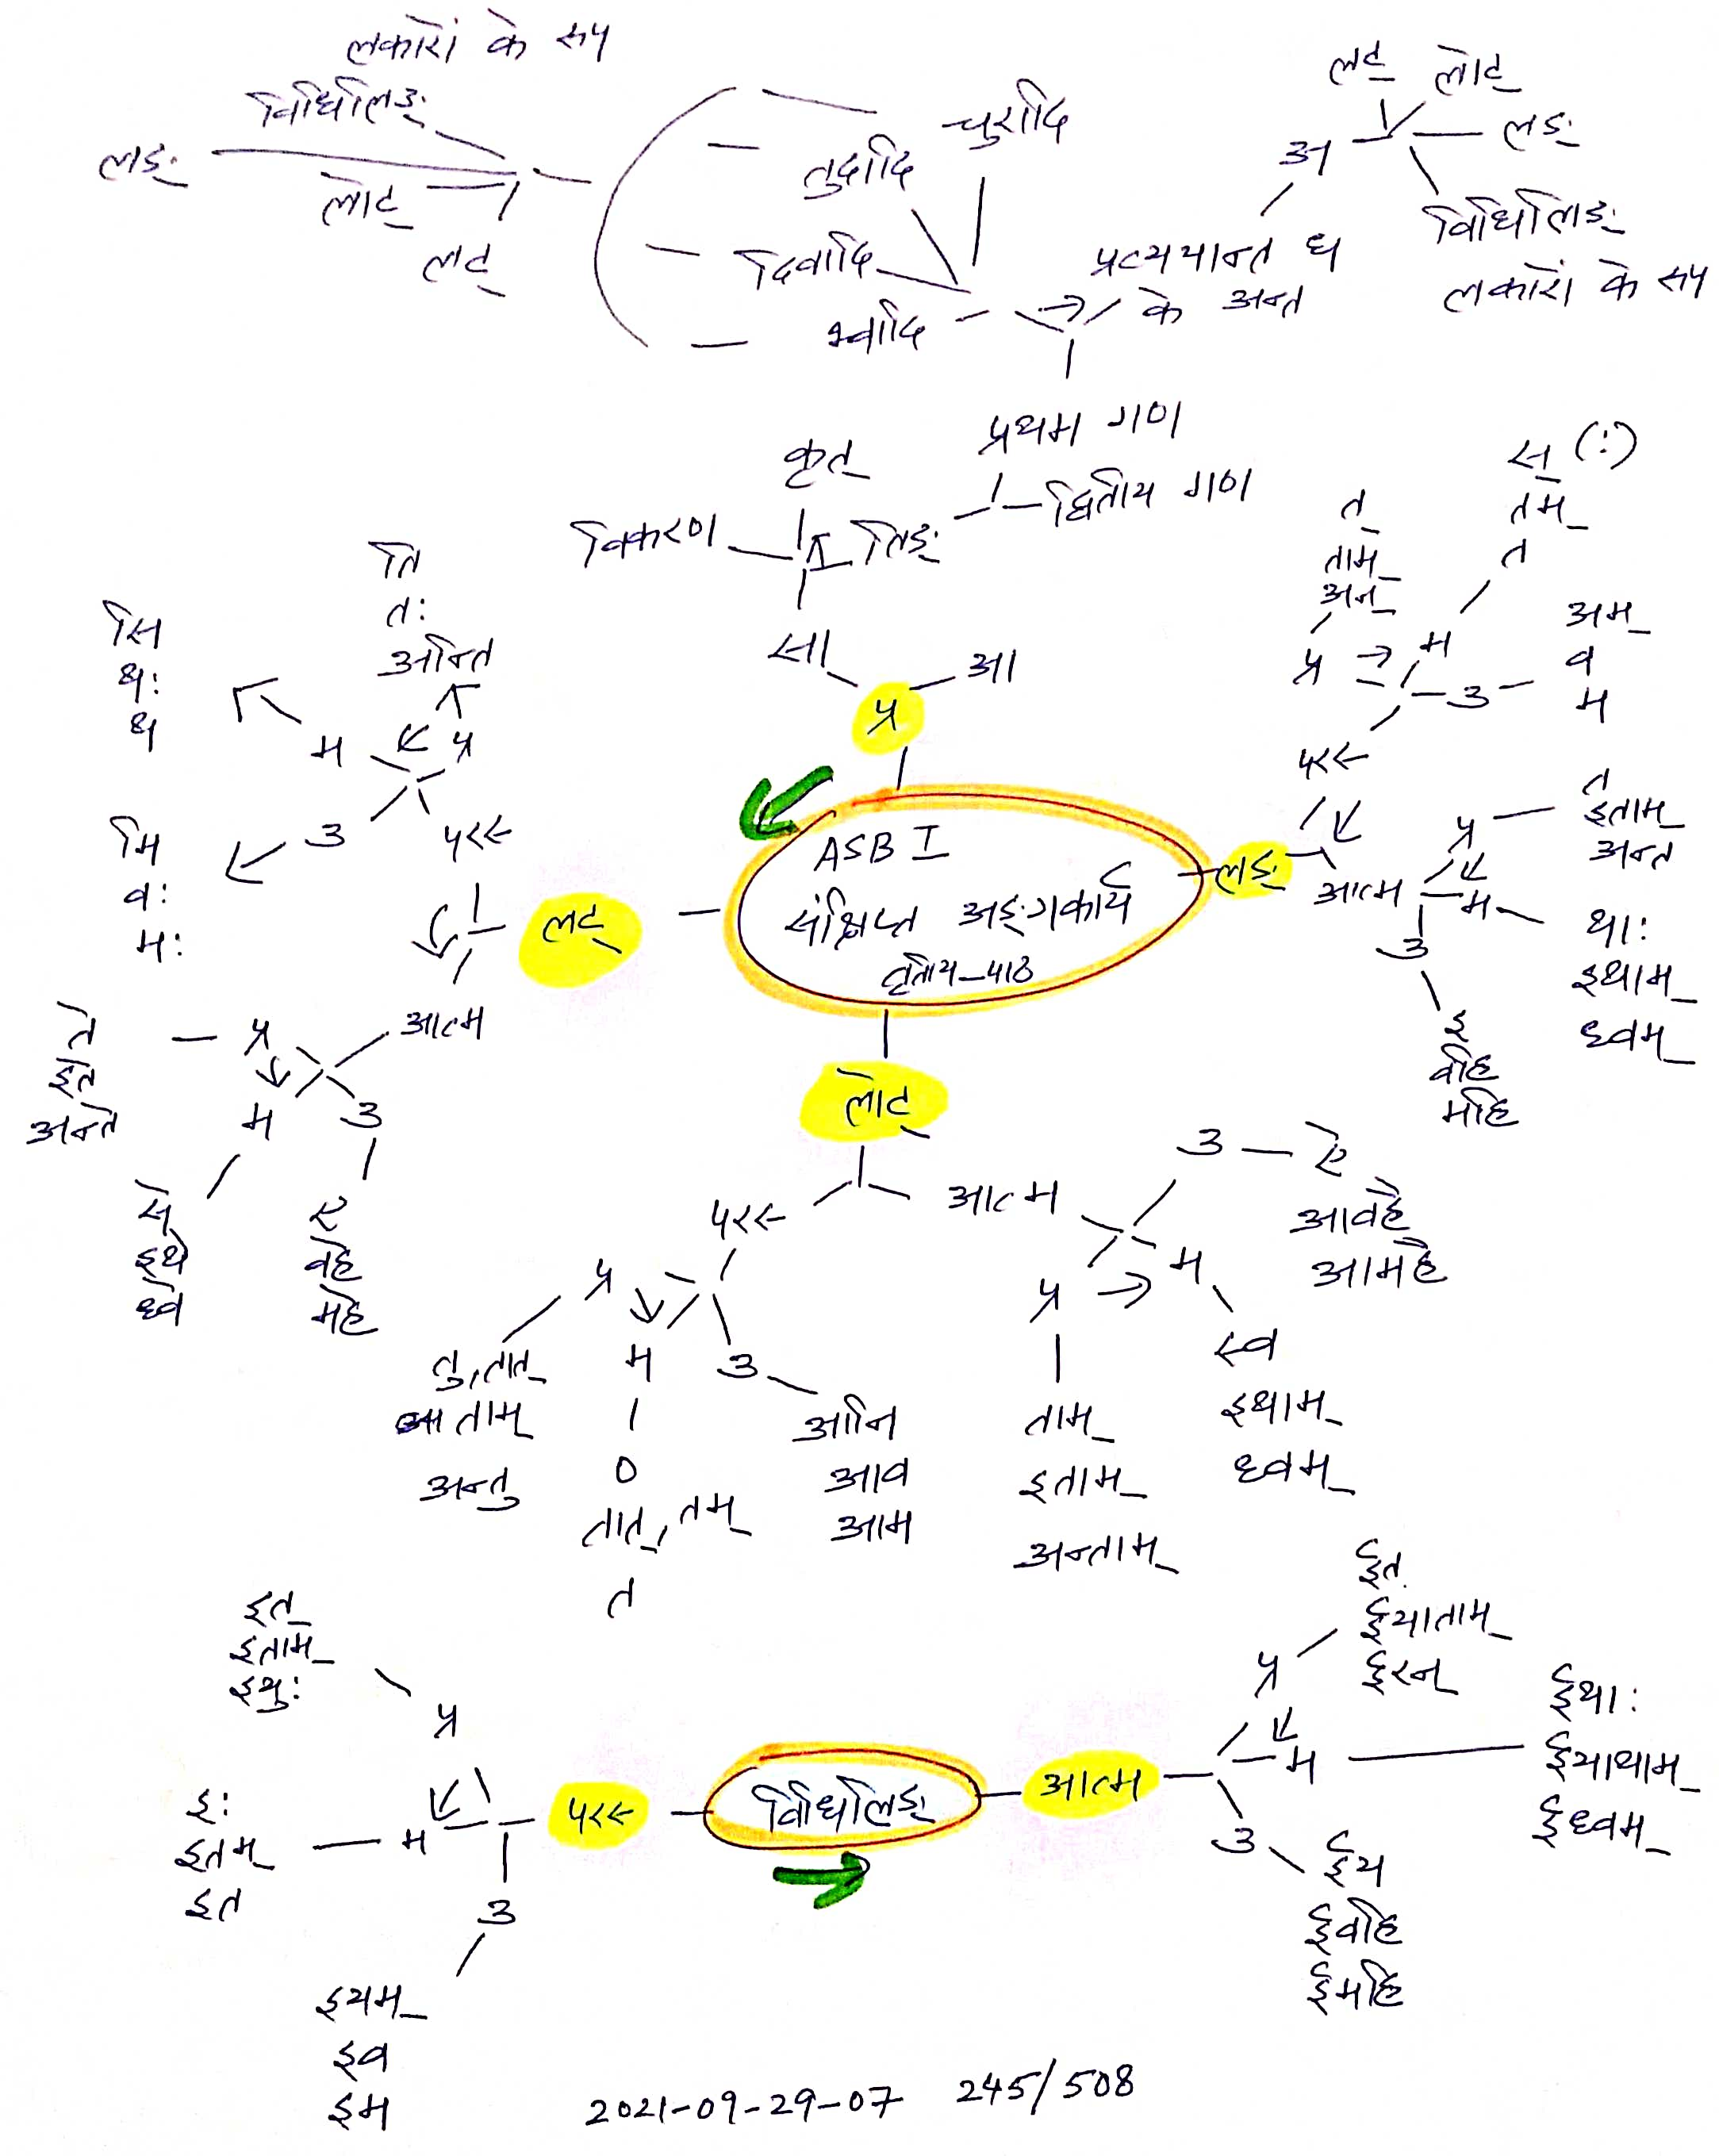 लकारों के रूप
विधिलिङ्
लङ्
लोट्
लट्
चुरादि
तुदादि
दिवादि
भ्वादि
लट्
लोट्
लङ्
अ
विधिलिङ्
लकारों के रूप
प्रत्ययान्त ध
के अन्त
प्रथम गण
द्वितीय गण
कृत्
विकरण
तिङ्
सा
आ
प्र
ASB I
संक्षिप्त अङ्गकार्य
तृतीय-पाठ
लट्
परस्
प्र
ति
त:
अन्ति
म
सि
थ:
थ
उ
मि
व:
म:
आत्म
प्र
ते
इते
अन्ते
म
से
इथे
ध्वे
उ
ए
वहे
महे
लोट्
परस्
प्र
तु, तात्
आ ताम्
अन्तु
म
0
तात्, तम्
त
उ
आनि
आव
आम
आत्म
प्र
ताम्
इताम्
अन्ताम्
म
स्व
इथाम्
ध्वम्
उ
ऐ
आवहै
आमहै
लङ्
परस्
प्र
त्
ताम्
अन्
म
स् (:)
तम्
त
उ
अम्
व
म
आत्म
प्र
त
इताम्
अन्त
म
था:
इथाम्
ध्वम्
उ
इ
वहि
महि
विधिलिङ्
परस्
प्र
इत्
इताम्
इयु:
म
इ:
इतम्
इत
उ
इयम्
इव
इम
आत्म
प्र
ईत
ईयाताम्
ईरन्
म
ईथा:
ईयाथाम्
ईध्वम्
उ
ईय
ईवहि
ईमहि
2021-09-29-07 245/508